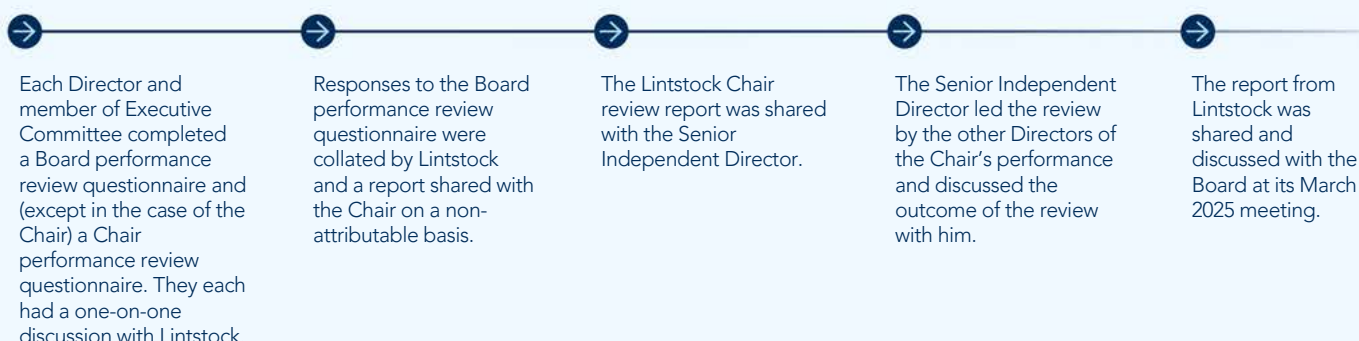 Each Director and
member of Executive
Committee completed
a Board performance
review questionnaire and
(except in the case of the
Chair) a Chair
performance review
questionnaire. They each
had a one-on-one
discussion with Lintstock
Responses to the Board
performance review
questionnaire were
collated by Lintstock
and a report shared with
the Chair on a non-
attributable basis.
The Lintstock Chair
review report was shared
with the Senior
Independent Director.
The Senior Independent
Director led the review
by the other Directors of
the Chair's performance
and discussed the
outcome of the review
with him.
The report from
Lintstock was
shared and
discussed with the
Board at its March
2025 meeting.